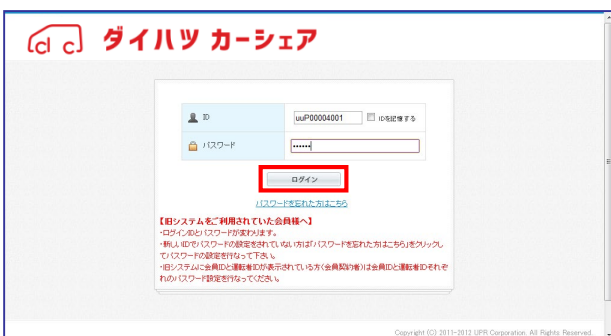 cl c ダイハツ カーシェア
ID uuP00004001 IDを記憶する
パスワード ••••••
ログイン
パスワードを忘れた方はこちら
【旧システムをご利用されていた会員様へ】
・ログインIDとパスワードが変わります。
・新しいIDでパスワードの設定をされていない方は「パスワードを忘れた方はこちら」をクリックし
てパスワードの設定を行なって下さい。
・旧システムに会員IDと運転者IDが表示されている方(会員契約者)は会員IDと運転者IDそれぞ
れのパスワード設定を行なってください。
Copyright (C) 2011-2012 UFR Corporation. All Rights Reserved.